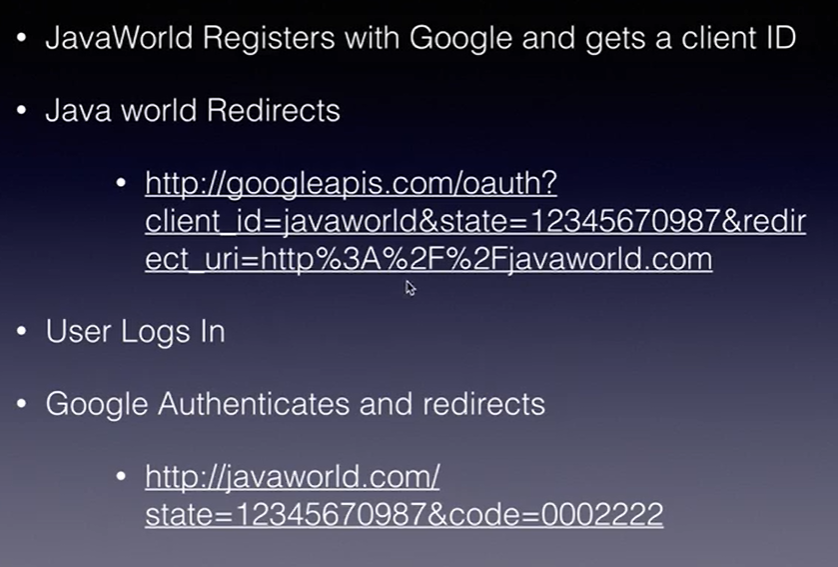 • JavaWorld Registers with Google and gets a client ID
• Java world Redirects
• http://googleapis.com/oauth?
client_id=javaworld&state=12345670987&redir
ect_uri=http%3A%2F%2Fjavaworld.com
• User Logs In
• Google Authenticates and redirects
• http://javaworld.com/
state=12345670987&code=0002222